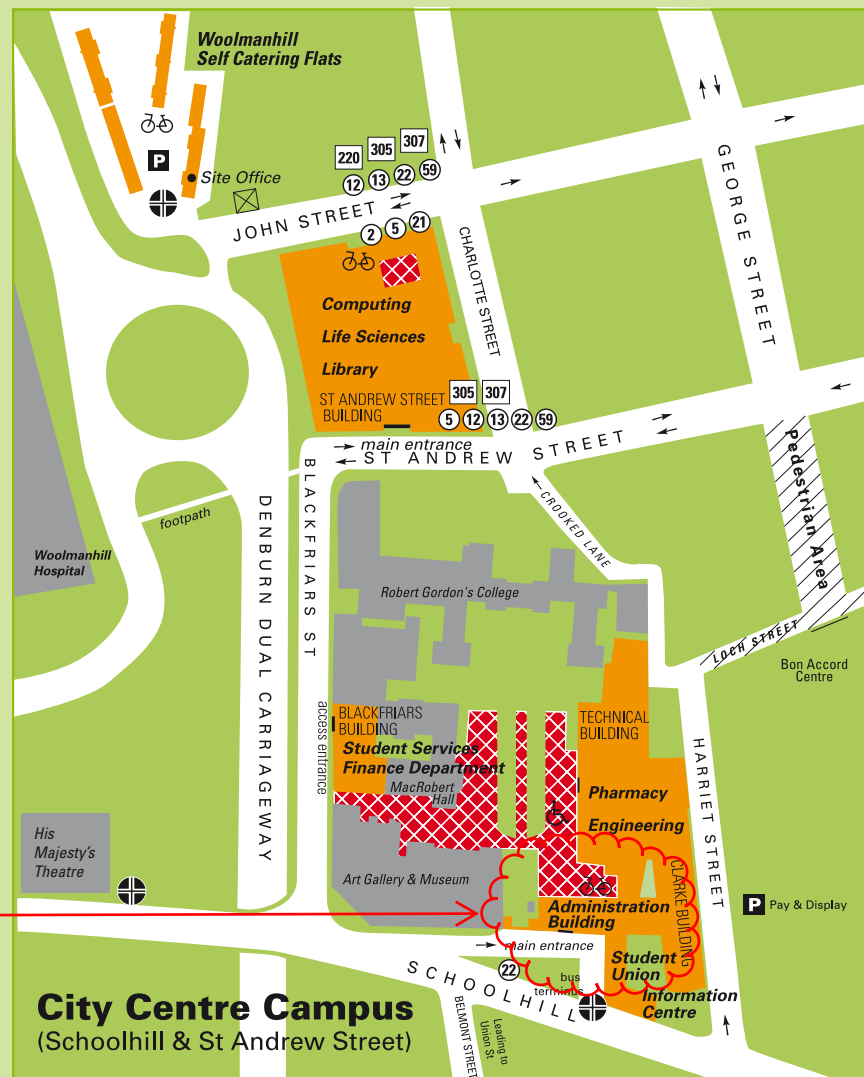 Woolmanhill
Self Catering Flats
P
Site Office
220
305
307
12
13
22
59
JOHN STREET
2
5
21
CHARLOTTE STREET
GEORGE STREET
Computing
Life Sciences
Library
ST ANDREW STREET
BUILDING
305
307
5
12
13
22
59
main entrance
ST ANDREW STREET
BLACKFRIARS ST
CROOKED LANE
Pedestrian Area
footpath
DENBURN DUAL CARRIAGEWAY
Woolmanhill
Hospital
Robert Gordon's College
LOCH STREET
Bon Accord
Centre
access entrance
BLACKFRIARS
BUILDING
Student Services
Finance Department
MacRobert
Hall
TECHNICAL
BUILDING
HARRIET STREET
Pharmacy
Engineering
His
Majesty's
Theatre
Art Gallery & Museum
CLARKE BUILDING
Administration
Building
P
Pay & Display
main entrance
22
bus
terminus
Student
Union
Information
Centre
SCHOOLHILL
BELMONT STREET
Leading to
Union St
City Centre Campus
(Schoolhill & St Andrew Street)